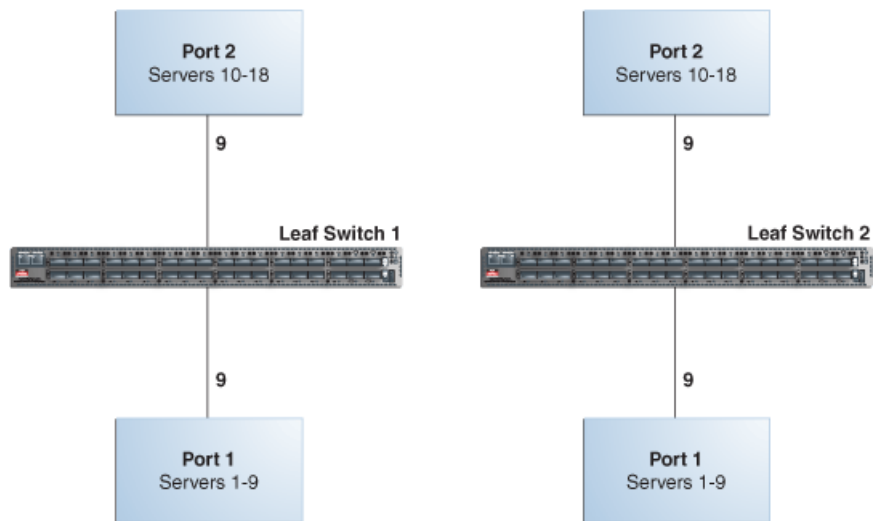 Port 2
Servers 10-18
Port 2
Servers 10-18
9
9
Leaf Switch 1
Leaf Switch 2
9
9
Port 1
Servers 1-9
Port 1
Servers 1-9